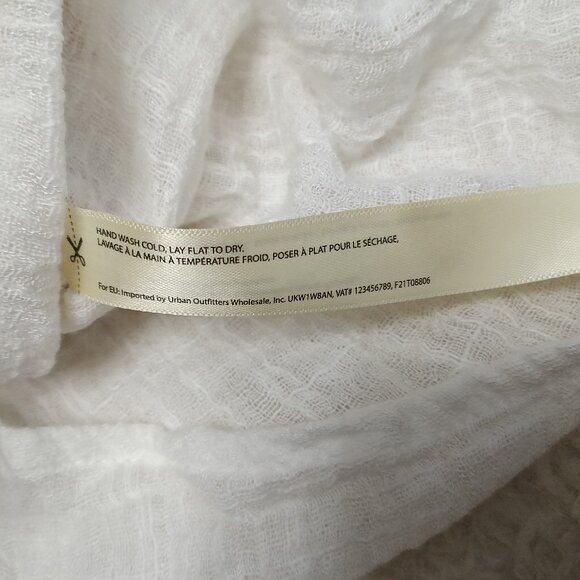 HAND WASH COLD, LAY FLAT TO DRY.
LAVAGE À LA MAIN À TEMPÉRATURE FROID, POSER À PLAT POUR LE SÉCHAGE,
For EU: Imported by Urban Outfitters Wholesale, Inc. UKW1W8AN, VAT# 123456789, F21T08806